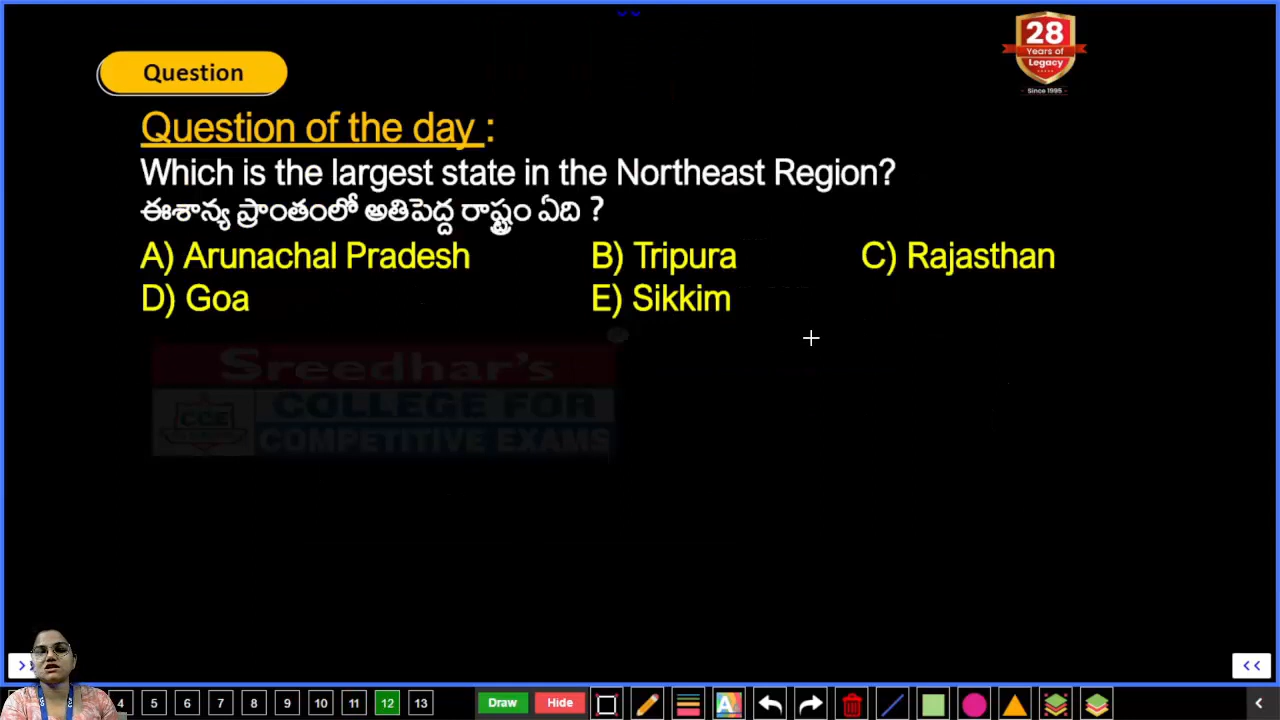 28
Years of
Legacy
Since 1995
Question
Question of the day :
Which is the largest state in the Northeast Region?
ఈశాన్య ప్రాంతంలో అతిపెద్ద రాష్ట్రం ఏది ?
A) Arunachal Pradesh B) Tripura C) Rajasthan
D) Goa E) Sikkim
Sreedhar's
CCE COLLEGE FOR
COMPETITIVE EXAMS
4 5 6 7 8 9 10 11 12 13 Draw Hide A